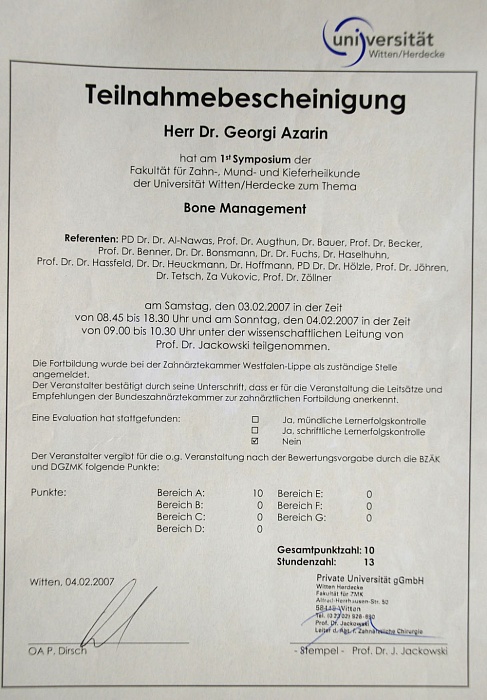 universität
Witten/Herdecke
Teilnahmebescheinigung
Herr Dr. Georgi Azarin
hat am 1st Symposium der
Fakultät für Zahn-, Mund- und Kieferheilkunde
der Universität Witten/Herdecke zum Thema
Bone Management
Referenten: PD Dr. Dr. Al-Nawas, Prof. Dr. Augthun, Dr. Bauer, Prof. Dr. Becker,
Prof. Dr. Benner, Dr. Dr. Bonsmann, Dr. Dr. Fuchs, Dr. Haselhuhn,
Prof. Dr. Dr. Hassfeld, Dr. Dr. Heuckmann, Dr. Hoffmann, PD Dr. Dr. Hölzle, Prof. Dr. Jöhren,
Dr. Tetsch, Za Vukovic, Prof. Dr. Zöllner
am Samstag, den 03.02.2007 in der Zeit
von 08.45 bis 18.30 Uhr und am Sonntag, den 04.02.2007 in der Zeit
von 09.00 bis 10.30 Uhr unter der wissenschaftlichen Leitung von
Prof. Dr. Jackowski teilgenommen.
Die Fortbildung wurde bei der Zahnärztekammer Westfalen-Lippe als zuständige Stelle
angemeldet.
Der Veranstalter bestätigt durch seine Unterschrift, dass er für die Veranstaltung die Leitsätze und
Empfehlungen der Bundeszahnärztekammer zur zahnärztlichen Fortbildung anerkennt.
Eine Evaluation hat stattgefunden: ☐ Ja, mündliche Lernerfolgskontrolle
☐ Ja, schriftliche Lernerfolgskontrolle
☑ Nein
Der Veranstalter vergibt für die o.g. Veranstaltung nach der Bewertungsvorgabe durch die BZÄK
und DGZMK folgende Punkte:
Punkte: Bereich A: 10 Bereich E: 0
Bereich B: 0 Bereich F: 0
Bereich C: 0 Bereich G: 0
Bereich D: 0
Gesamtpunktzahl: 10
Stundenzahl: 13
Witten, 04.02.2007
Private Universität gGmbH
Witten Herdecke
Fakultät für ZMK
Alfred-Herrhausen-Str. 50
Witten
Prof. Dr. Jackowski
Leiter d. Abt. f. Zahnärztliche Chirurgie
OA P. Dirsch
- Stempel - Prof. Dr. J. Jackowski